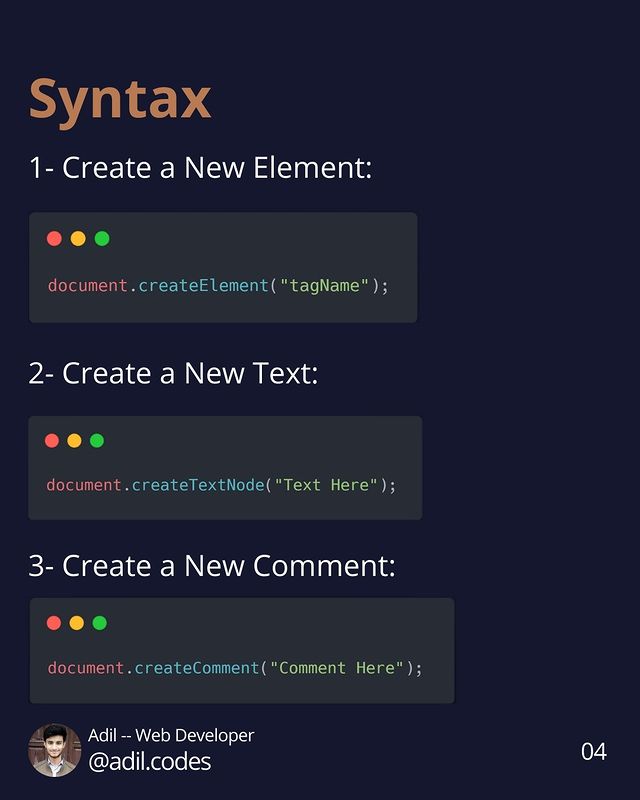 Syntax
1- Create a New Element:
document.createElement("tagName");
2- Create a New Text:
document.createTextNode("Text Here");
3- Create a New Comment:
document.createComment("Comment Here");
Adil -- Web Developer
@adil.codes
04